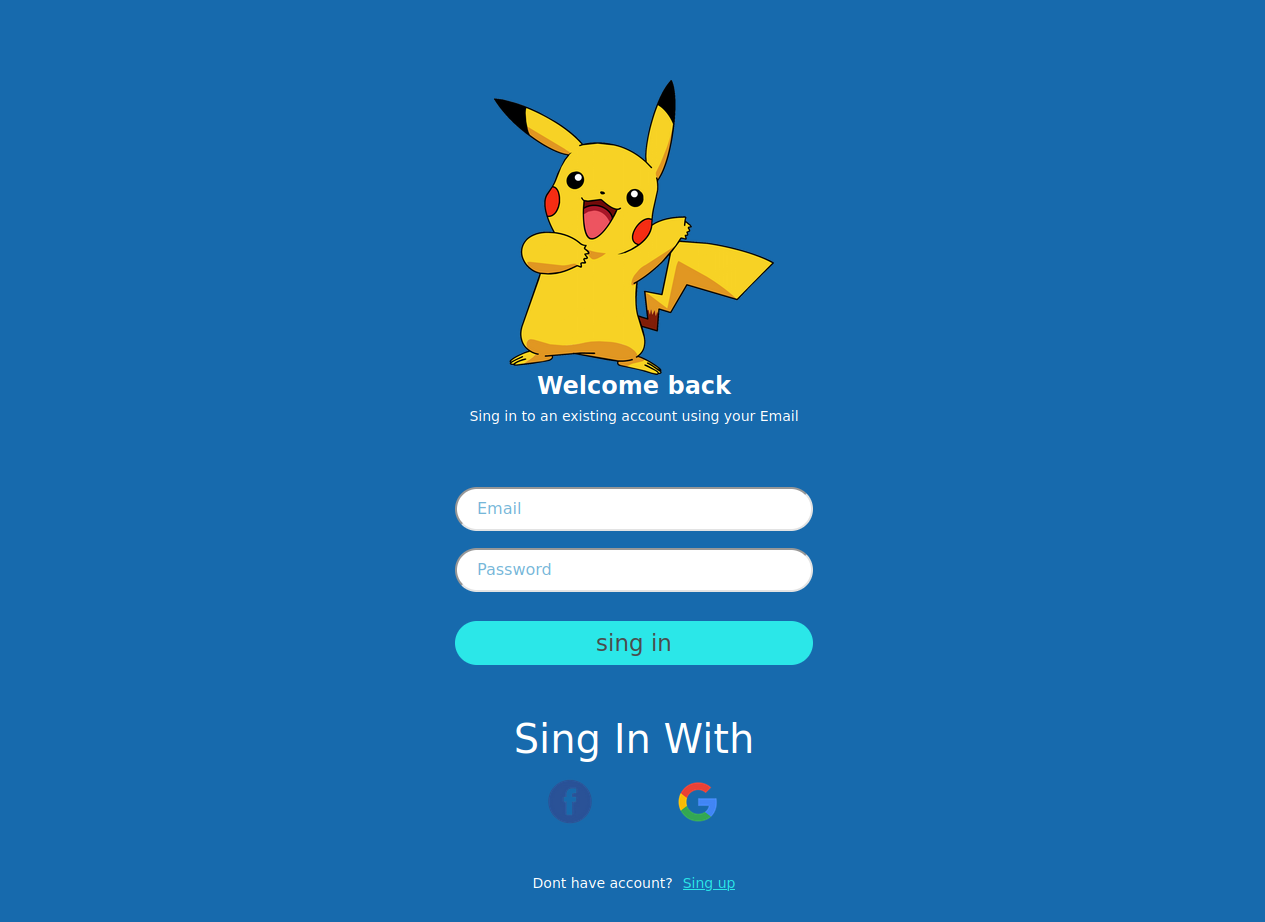 Welcome back
Sing in to an existing account using your Email
Email
Password
sing in
Sing In With
Dont have account? Sing up